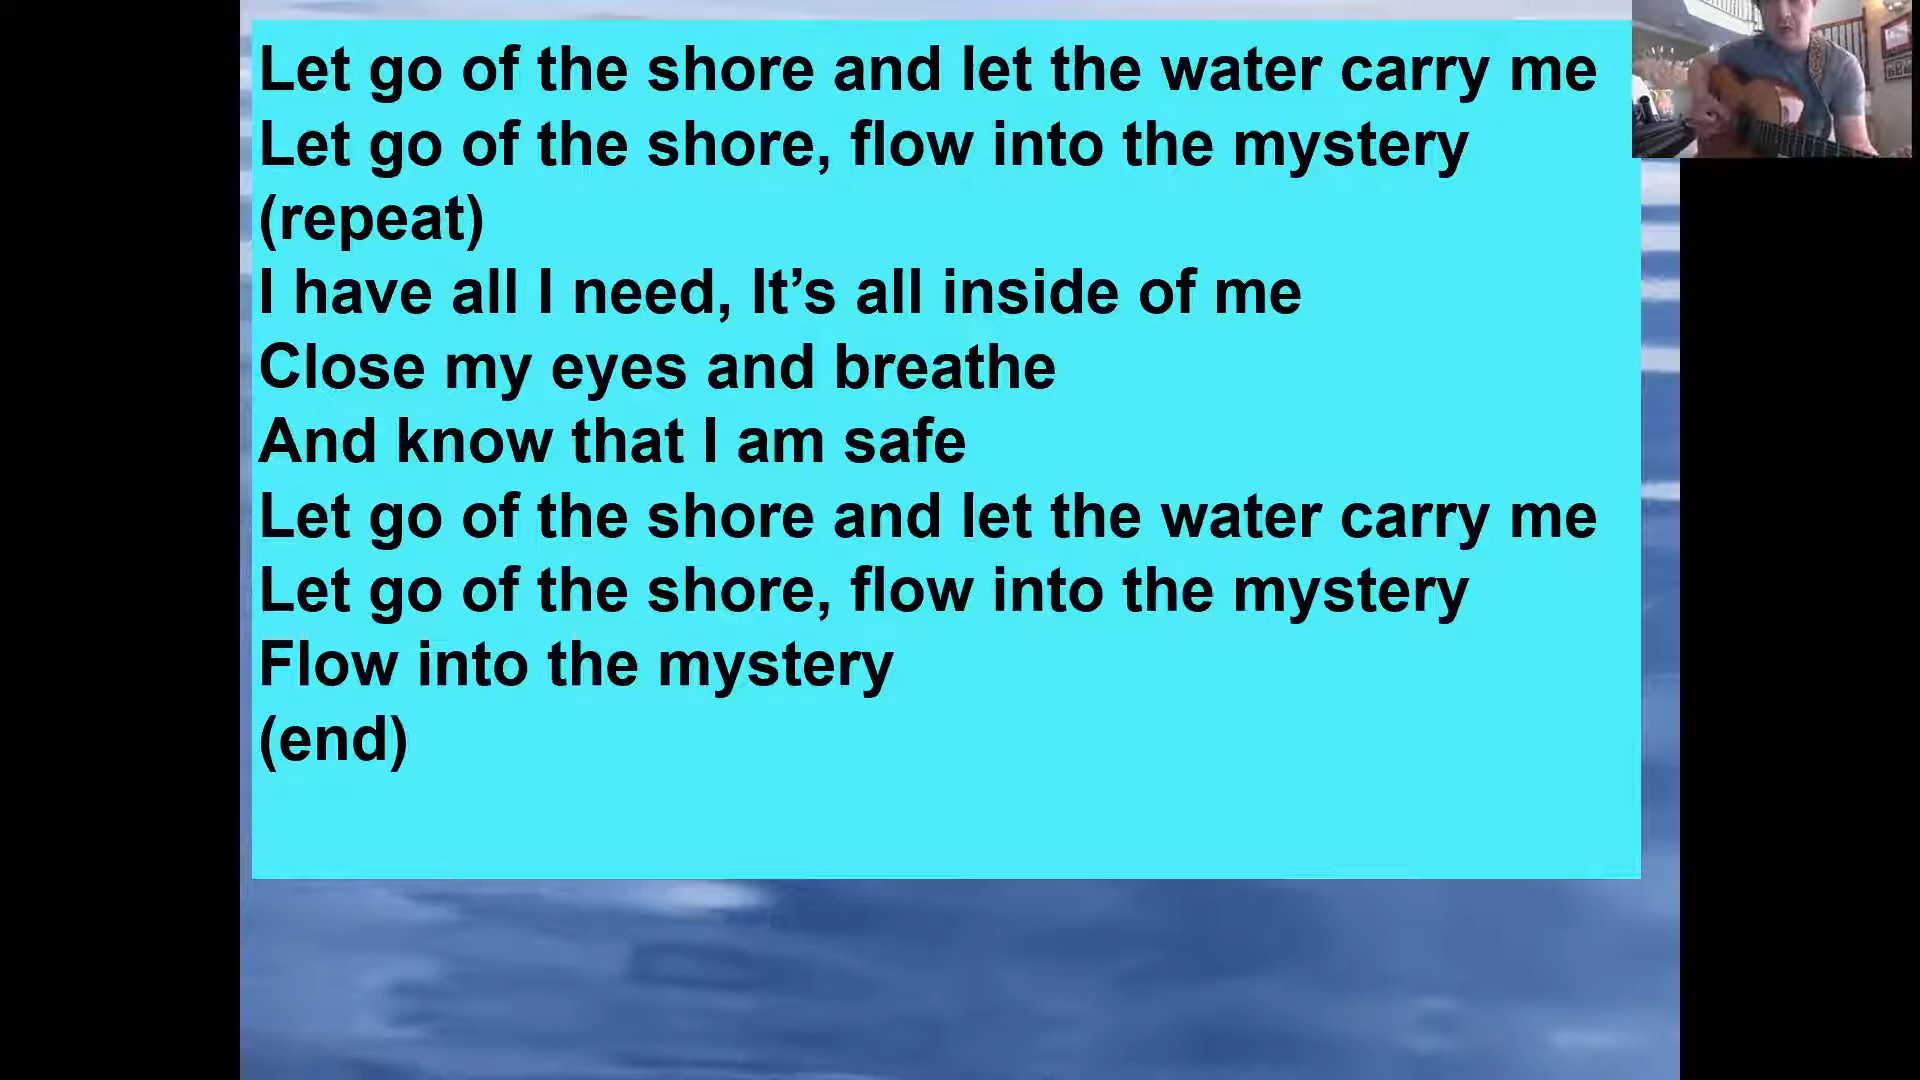 Let go of the shore and let the water carry me
Let go of the shore, flow into the mystery
(repeat)
I have all I need, It’s all inside of me
Close my eyes and breathe
And know that I am safe
Let go of the shore and let the water carry me
Let go of the shore, flow into the mystery
Flow into the mystery
(end)